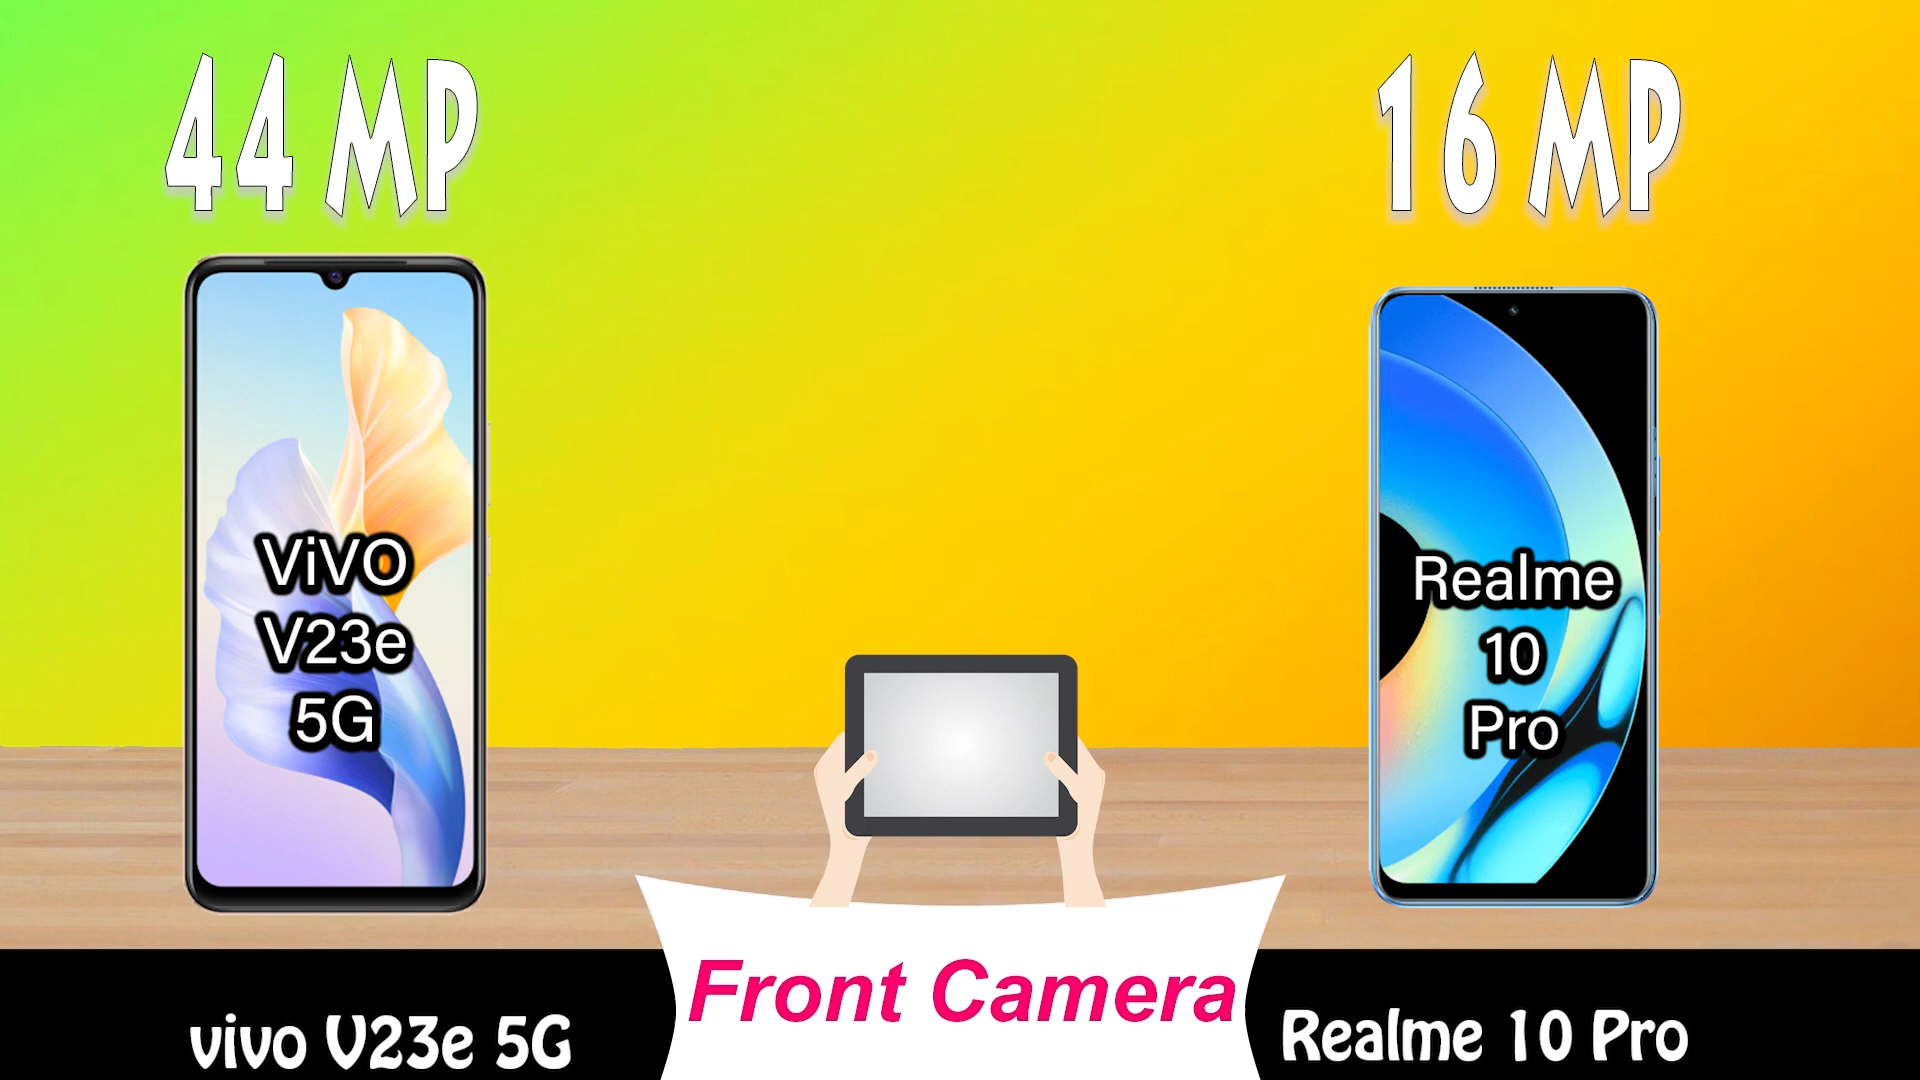 44 MP
16 MP
ViVO
V23e
5G
Realme
10
Pro
Front Camera
vivo V23e 5G
Realme 10 Pro